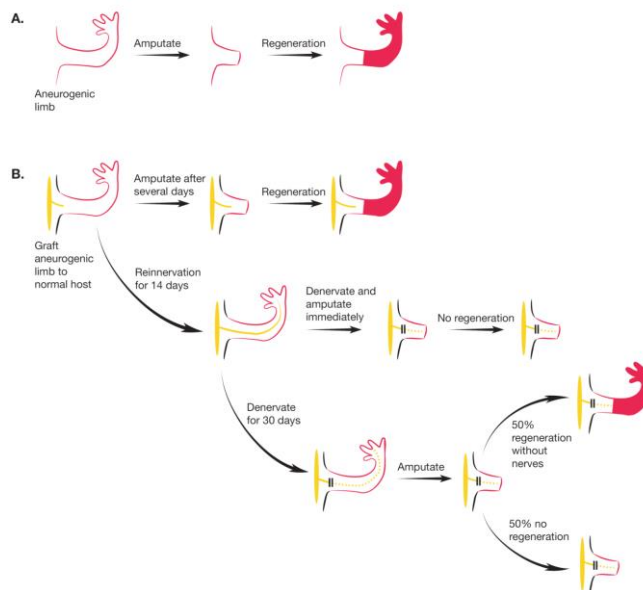 A.
Amputate
Regeneration
Aneurogenic
limb
B.
Amputate after
several days
Regeneration
Graft
aneurogenic
limb to
normal host
Reinnervation
for 14 days
Denervate and
amputate
immediately
No regeneration
Denervate
for 30 days
Amputate
50%
regeneration
without
nerves
50% no
regeneration